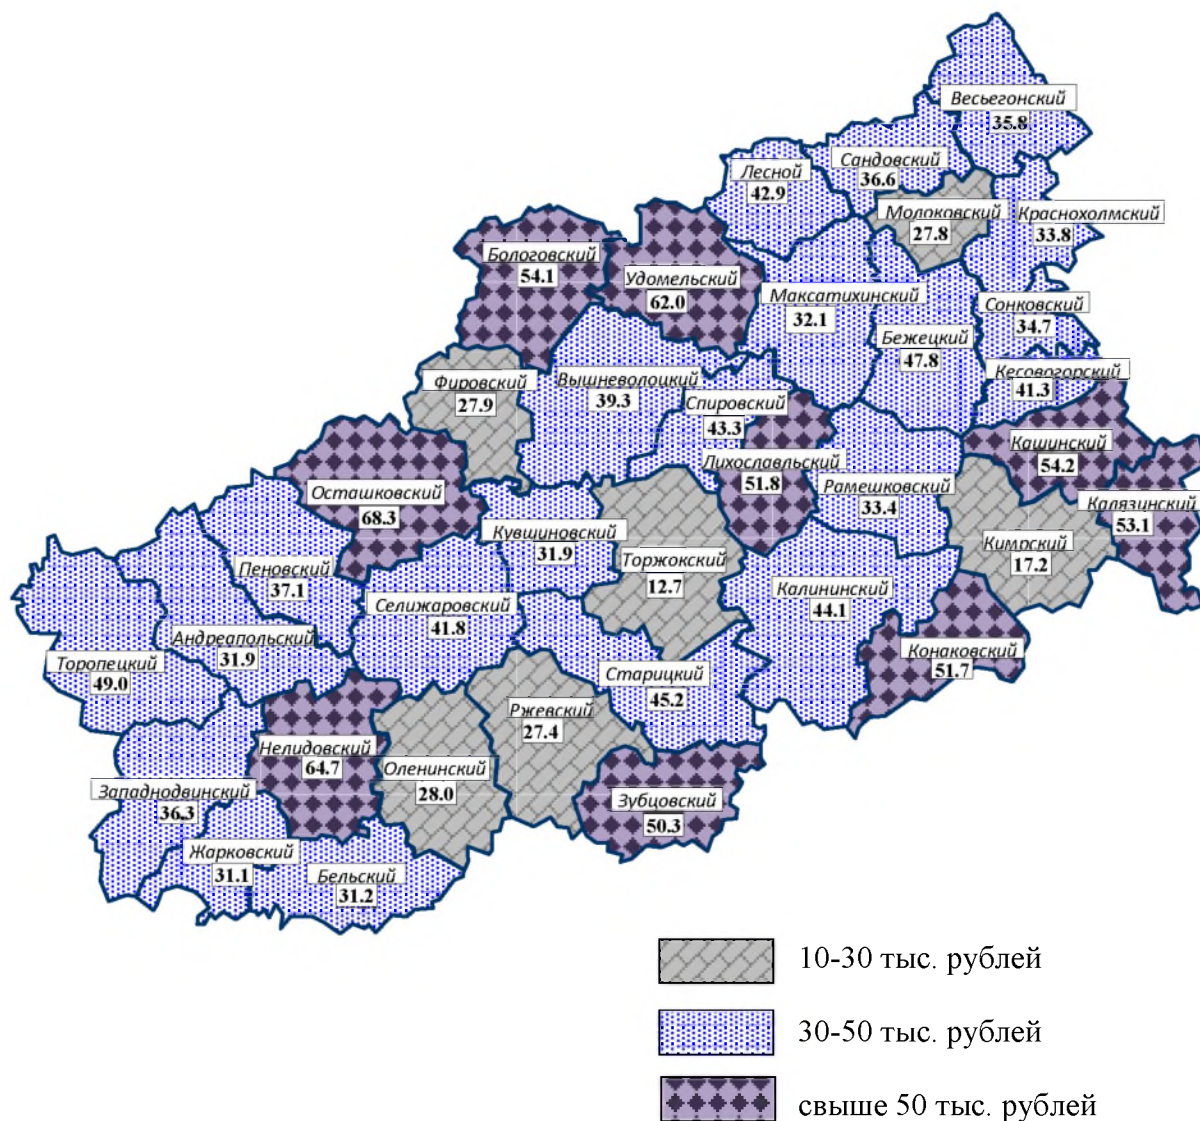 Весьегонский
35.8
Сандовский
36.6
Лесной
42.9
Молоковский
27.8
Краснохолмский
33.8
Бологовский
54.1
Удомельский
62.0
Максатихинский
32.1
Сонковский
34.7
Бежецкий
47.8
Кесовогорский
41.3
Фировский
27.9
Вышневолоцкий
39.3
Спировский
43.3
Кашинский
54.2
Лихославльский
51.8
Рамешковский
33.4
Калязинский
53.1
Осташковский
68.3
Кувшиновский
31.9
Торжокский
12.7
Кимрский
17.2
Пеновский
37.1
Селижаровский
41.8
Калининский
44.1
Андреапольский
31.9
Конаковский
51.7
Торопецкий
49.0
Старицкий
45.2
Ржевский
27.4
Нелидовский
64.7
Оленинский
28.0
Западнодвинский
36.3
Зубцовский
50.3
Жарковский
31.1
Бельский
31.2
10-30 тыс. рублей
30-50 тыс. рублей
свыше 50 тыс. рублей